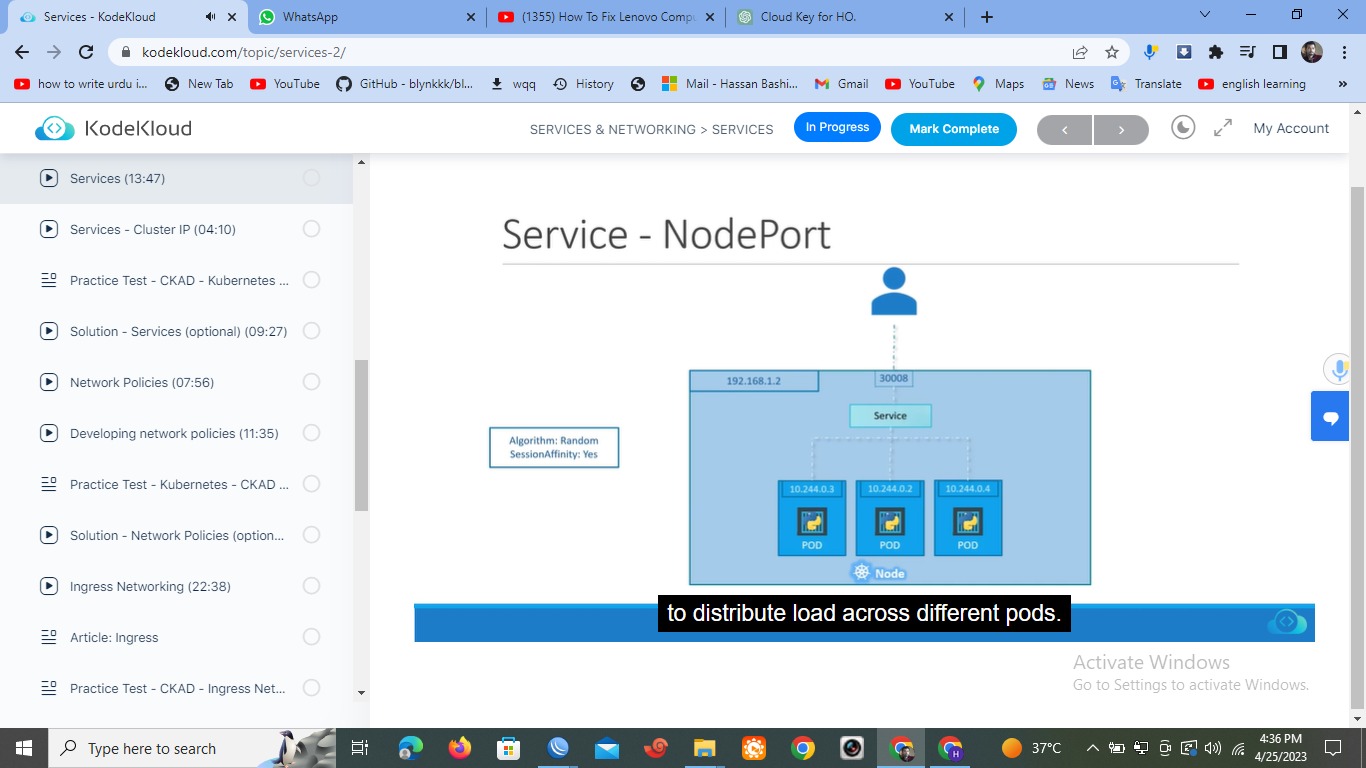 Services - KodeKloud
WhatsApp
(1355) How To Fix Lenovo Compu
Cloud Key for HO.
kodekloud.com/topic/services-2/
how to write urdu i...
New Tab
YouTube
GitHub - blynkkk/bl...
wqq
History
Mail - Hassan Bashi...
Gmail
YouTube
Maps
News
Translate
english learning
»
KodeKloud
SERVICES & NETWORKING > SERVICES
In Progress
Mark Complete
<
>
My Account
Services (13:47)
Services - Cluster IP (04:10)
Practice Test - CKAD - Kubernetes ...
Solution - Services (optional) (09:27)
Network Policies (07:56)
Developing network policies (11:35)
Practice Test - Kubernetes - CKAD ...
Solution - Network Policies (option...
Ingress Networking (22:38)
Article: Ingress
Practice Test - CKAD - Ingress Net...
Service - NodePort
192.168.1.2
30008
Service
Algorithm: Random
SessionAffinity: Yes
10.244.0.3
10.244.0.2
10.244.0.4
POD
POD
POD
Node
to distribute load across different pods.
Activate Windows
Go to Settings to activate Windows.
Type here to search
37°C
4:36 PM
4/25/2023